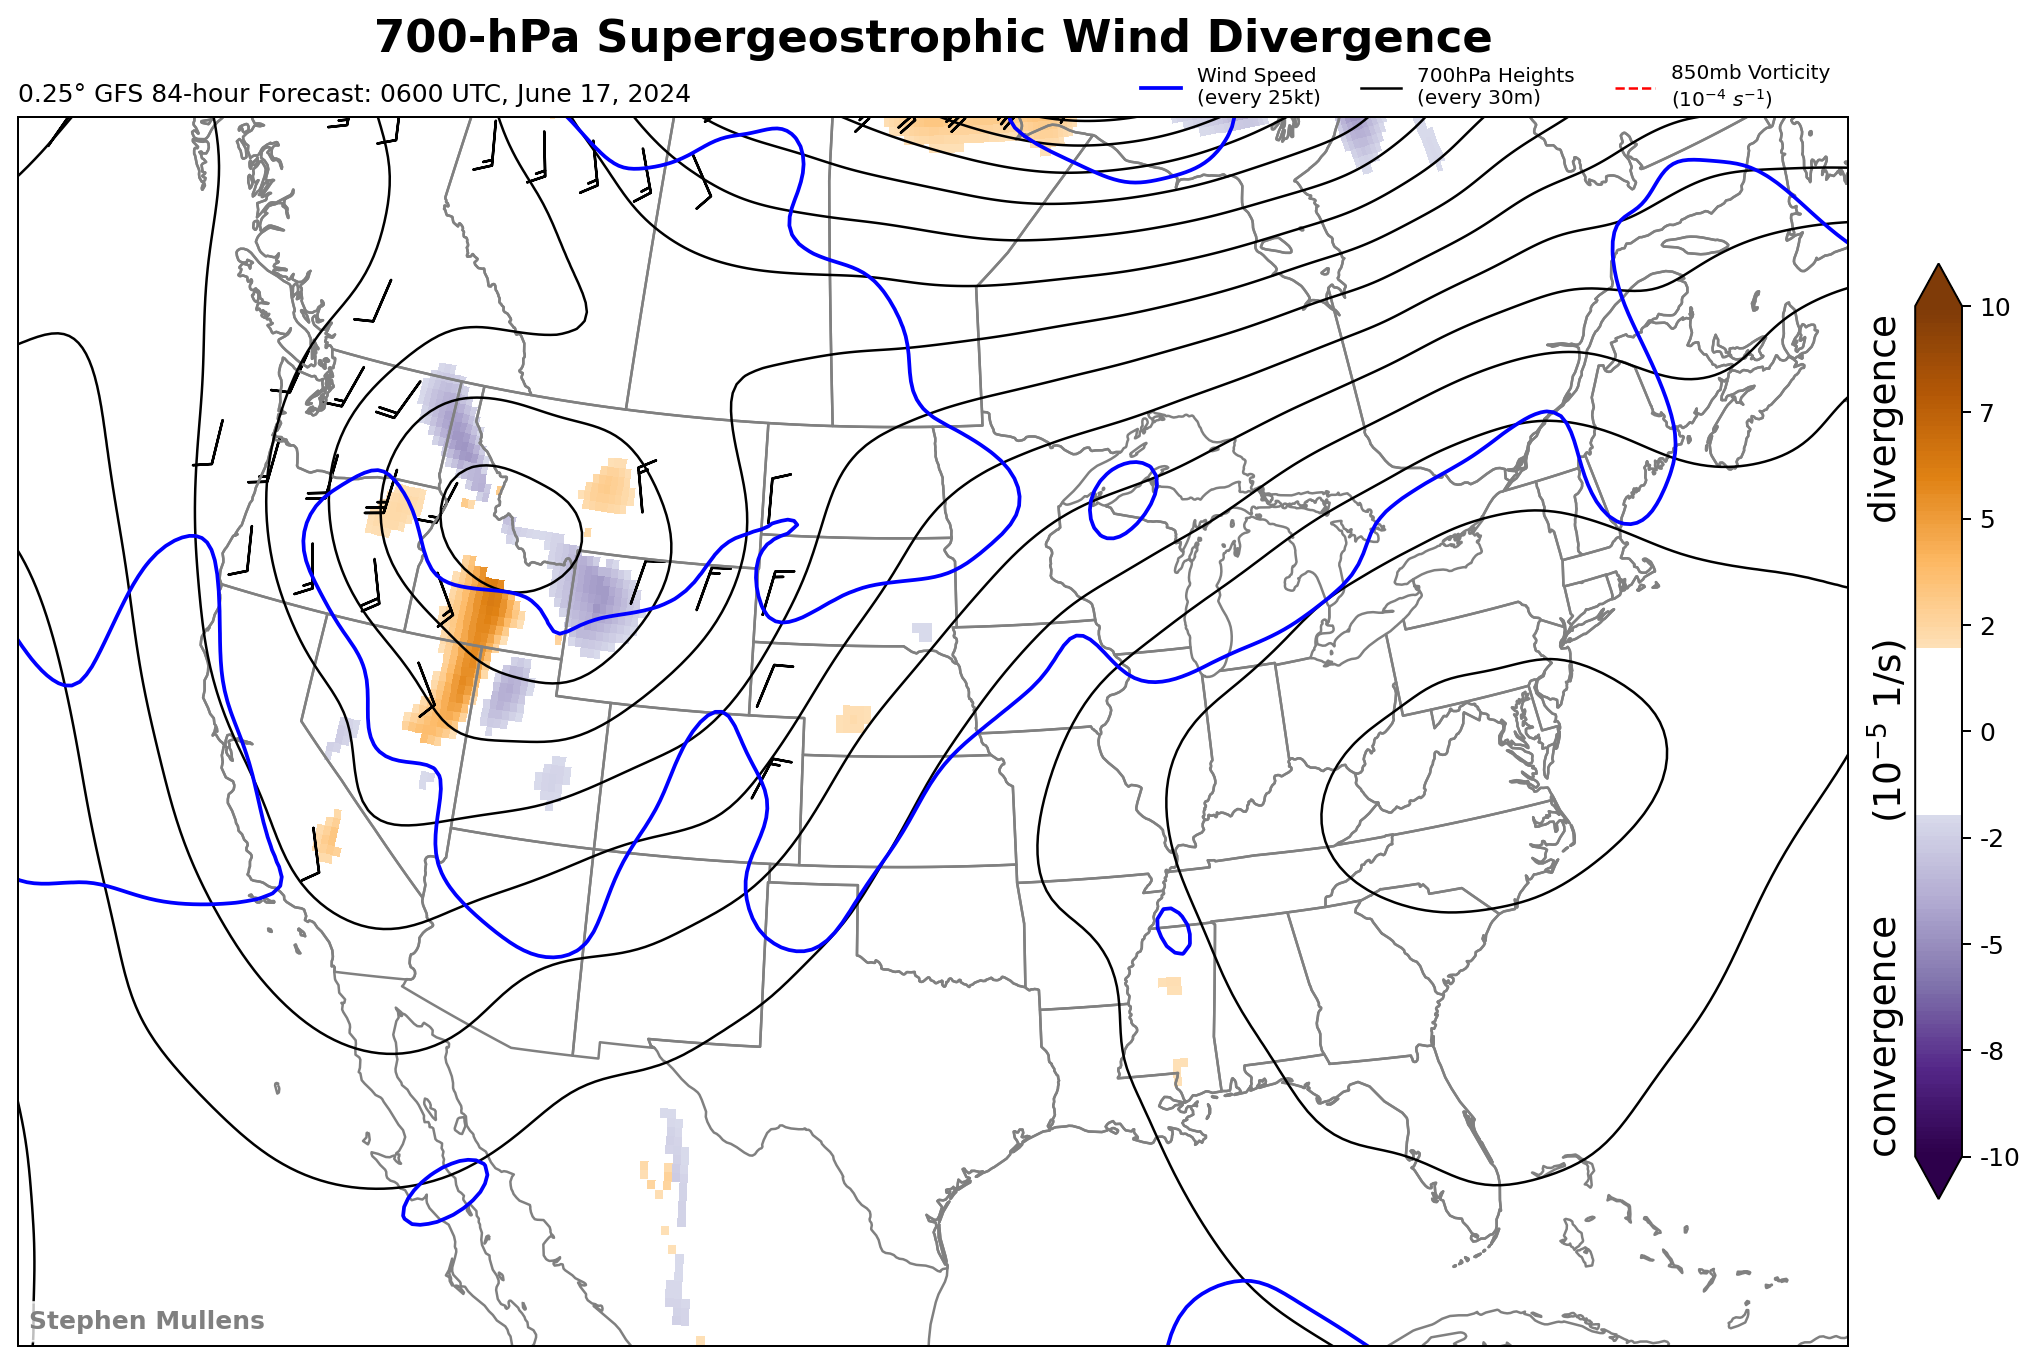 700-hPa Supergeostrophic Wind Divergence
0.25° GFS 84-hour Forecast: 0600 UTC, June 17, 2024
Wind Speed
(every 25kt)
700hPa Heights
(every 30m)
850mb Vorticity
(10⁻⁴ s⁻¹)
10
7
5
2
0
-2
-5
-8
-10
convergence (10⁻⁵ 1/s) divergence
Stephen Mullens